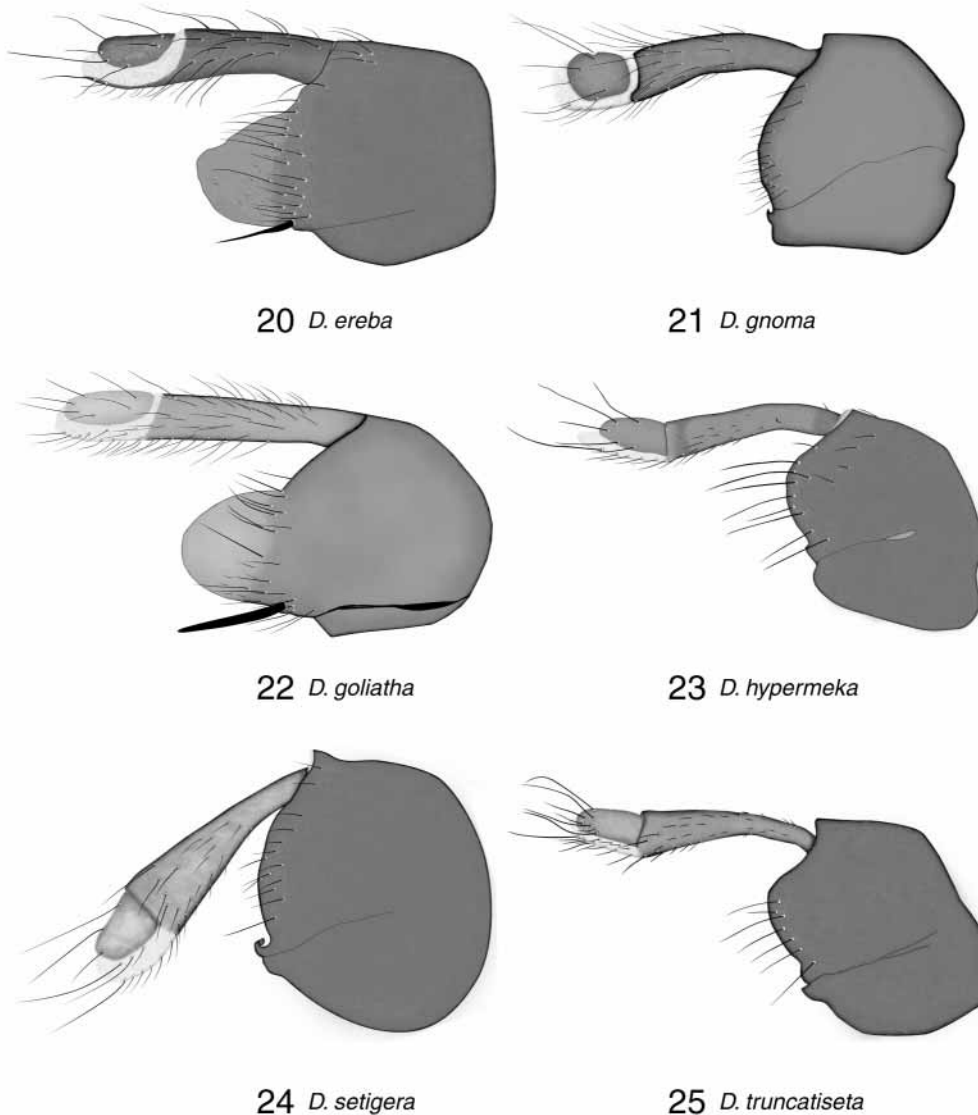 20 D. ereba
21 D. gnoma
22 D. goliatha
23 D. hypermeka
24 D. setigera
25 D. truncatiseta